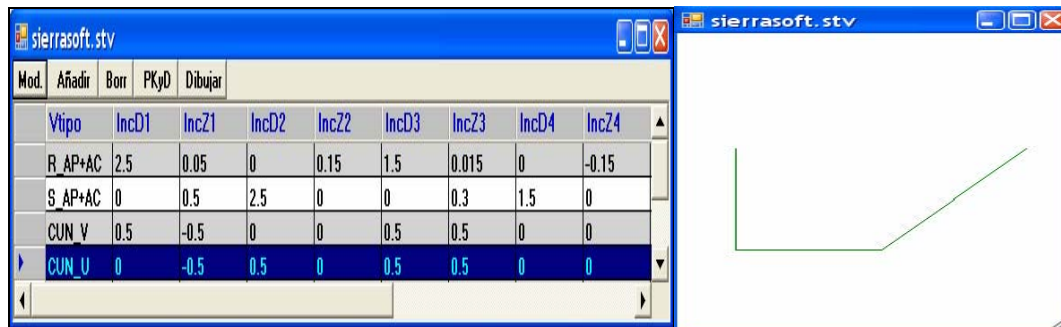 sierrasoft.stv
Mod. Añadir Borr PKyD Dibujar
Vtipo IncD1 IncZ1 IncD2 IncZ2 IncD3 IncZ3 IncD4 IncZ4
R_AP+AC 2.5 0.05 0 0.15 1.5 0.015 0 -0.15
S_AP+AC 0 0.5 2.5 0 0 0.3 1.5 0
CUN_V 0.5 -0.5 0 0 0.5 0.5 0 0
CUN_U 0 -0.5 0.5 0 0.5 0.5 0 0
sierrasoft.stv